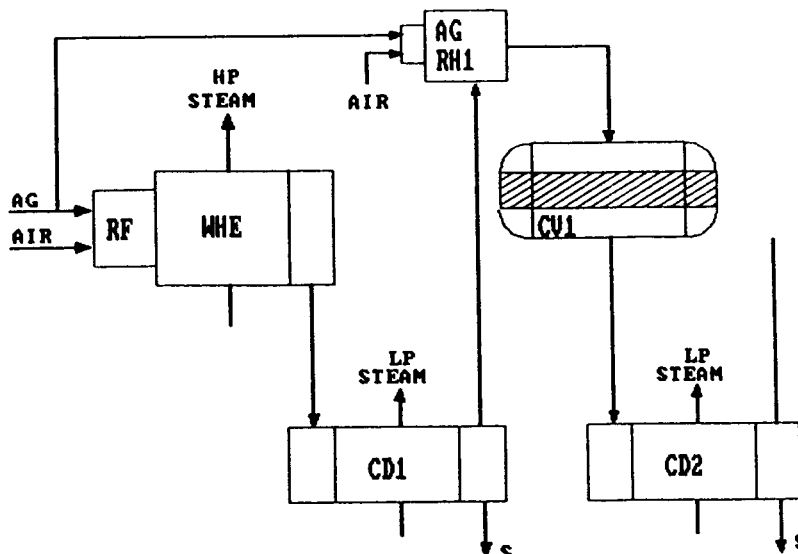 AG
RH1
HP
STEAM
AIR
AG
AIR
RF
WHE
CV1
LP
STEAM
LP
STEAM
CD1
CD2
S
S